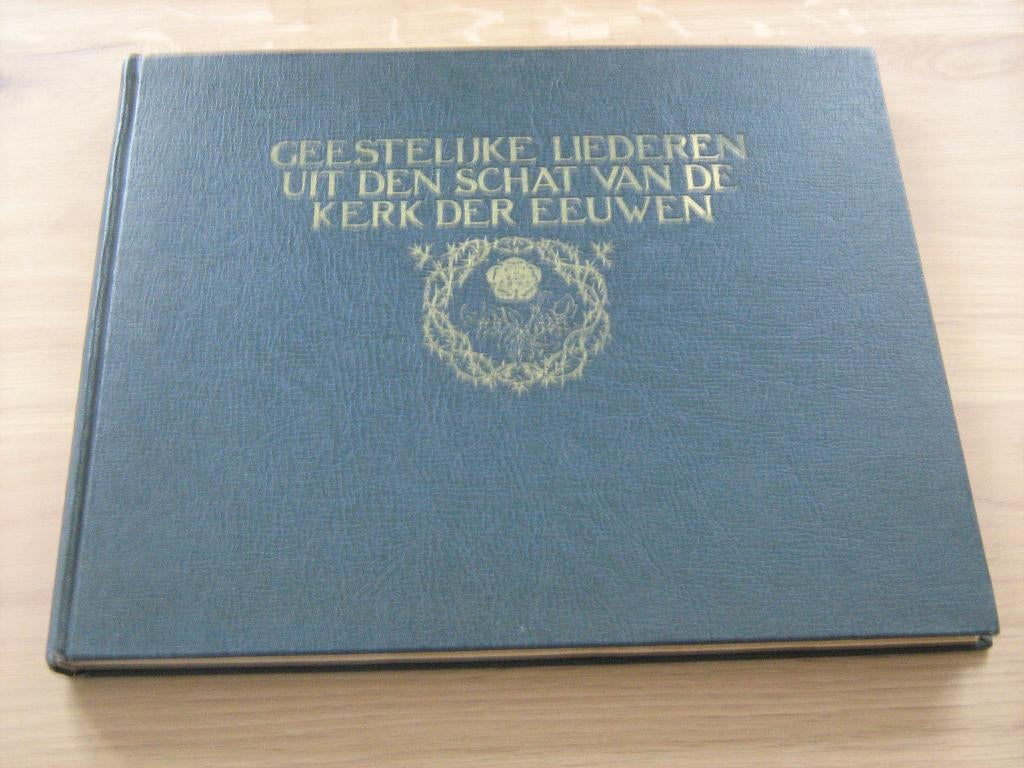 GEESTELIJKE LIEDEREN
UIT DEN SCHAT VAN DE
KERK DER EEUWEN